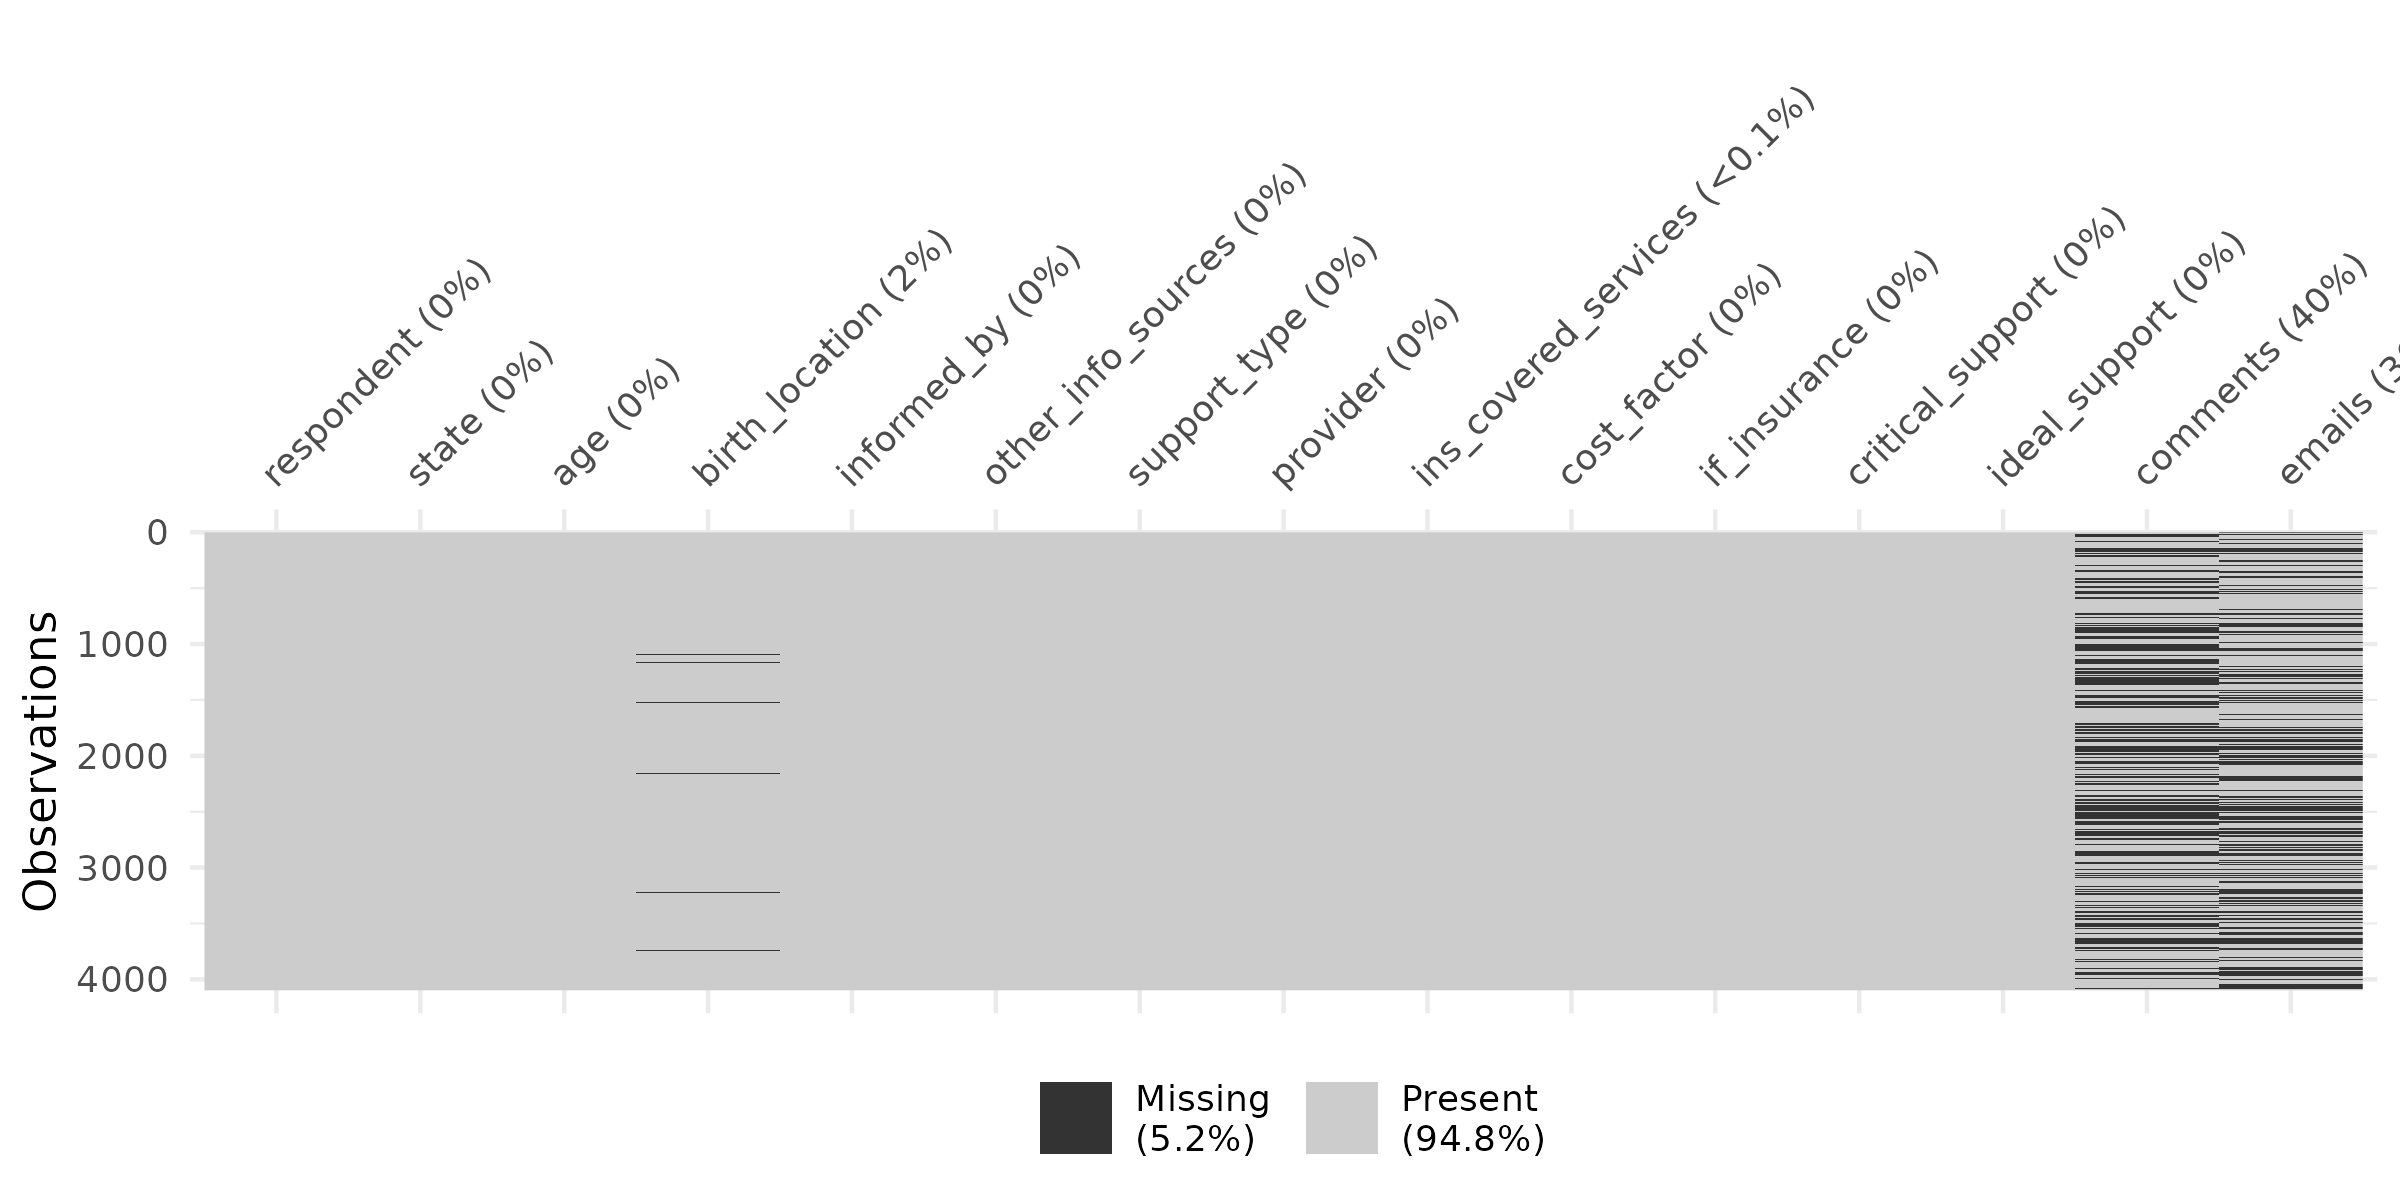 respondent (0%)
state (0%)
age (0%)
birth_location (2%)
informed_by (0%)
other_info_sources (0%)
support_type (0%)
provider (0%)
ins_covered_services (<0.1%)
cost_factor (0%)
if_insurance (0%)
critical_support (0%)
ideal_support (0%)
comments (40%)
emails
Observations
0
1000
2000
3000
4000
Missing
(5.2%)
Present
(94.8%)